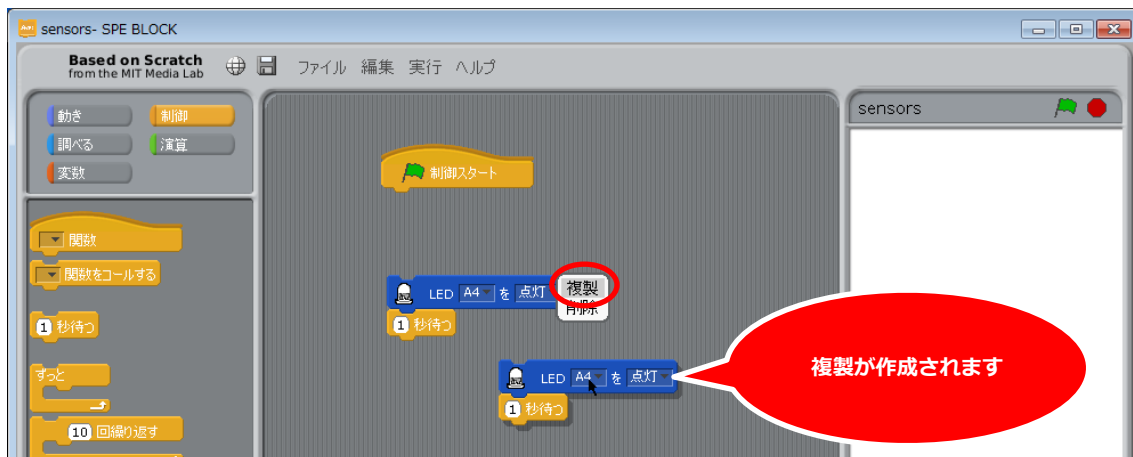 sensors- SPE BLOCK
Based on Scratch
from the MIT Media Lab
ファイル 編集 実行 ヘルプ
動き 制御
調べる 演算
変数
関数
関数をコールする
1 秒待つ
ずっと
10 回繰り返す
制御スタート
LED A4 を 点灯
1 秒待つ
複製
削除
LED A4 を 点灯
1 秒待つ
複製が作成されます
sensors